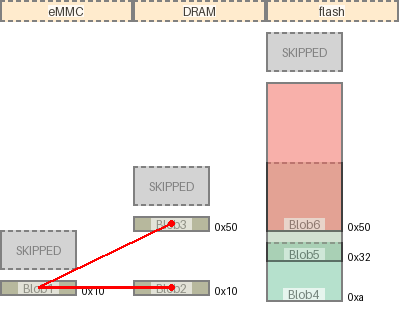 eMMC DRAM flash
SKIPPED
SKIPPED
Blob3 0x50
Blob6 0x50
SKIPPED
Blob5 0x32
Blob1 0x10
Blob2 0x10
Blob4 0xa